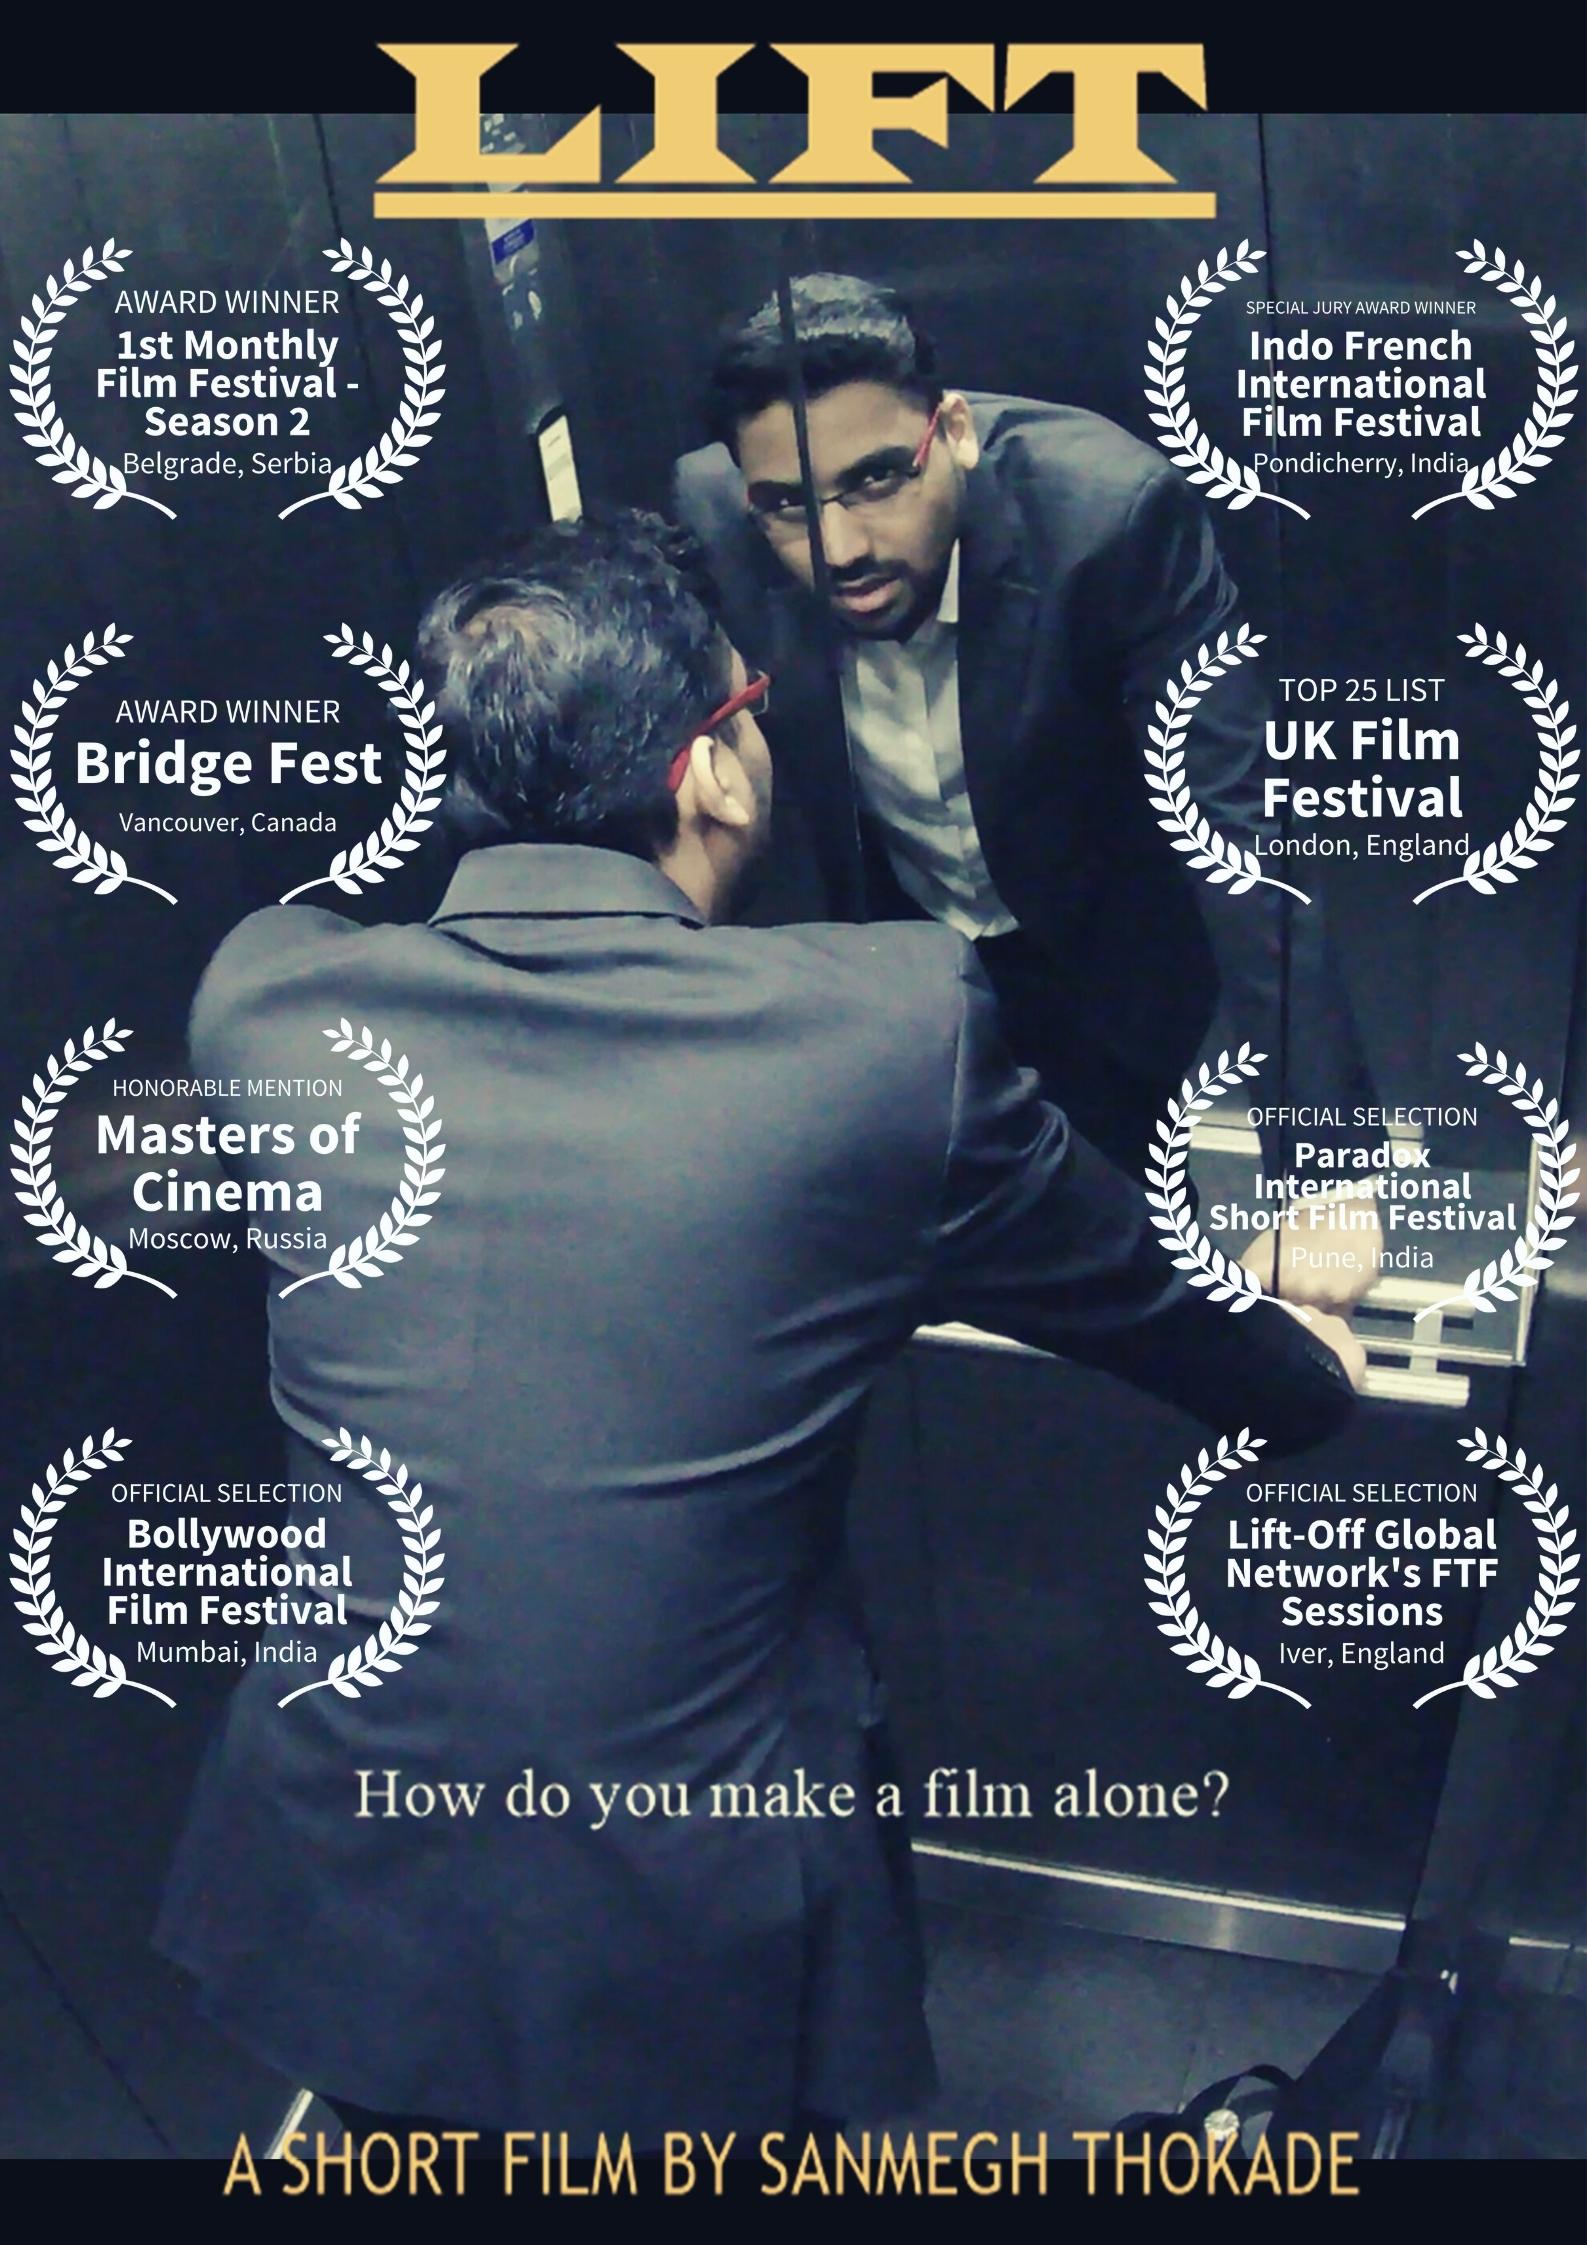 LIFT
AWARD WINNER
1st Monthly
Film Festival -
Season 2
Belgrade, Serbia
SPECIAL JURY AWARD WINNER
Indo French
International
Film Festival
Pondicherry, India
AWARD WINNER
Bridge Fest
Vancouver, Canada
TOP 25 LIST
UK Film
Festival
London, England
HONORABLE MENTION
Masters of
Cinema
Moscow, Russia
OFFICIAL SELECTION
Paradox
International
Short Film Festival
Pune, India
OFFICIAL SELECTION
Bollywood
International
Film Festival
Mumbai, India
OFFICIAL SELECTION
Lift-Off Global
Network's FTF
Sessions
Iver, England
How do you make a film alone?
A SHORT FILM BY SANMEGH THOKADE